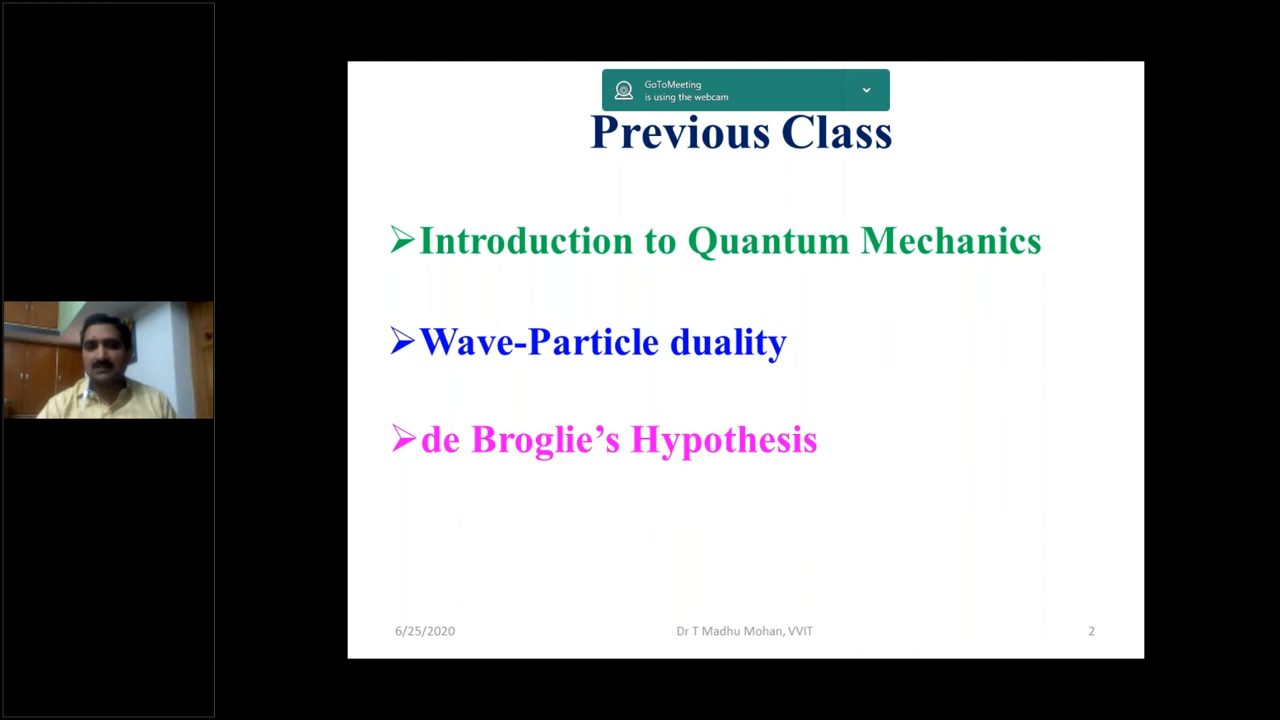 GoToMeeting
is using the webcam
Previous Class
Introduction to Quantum Mechanics
Wave-Particle duality
de Broglie’s Hypothesis
6/25/2020
Dr T Madhu Mohan, VVIT
2